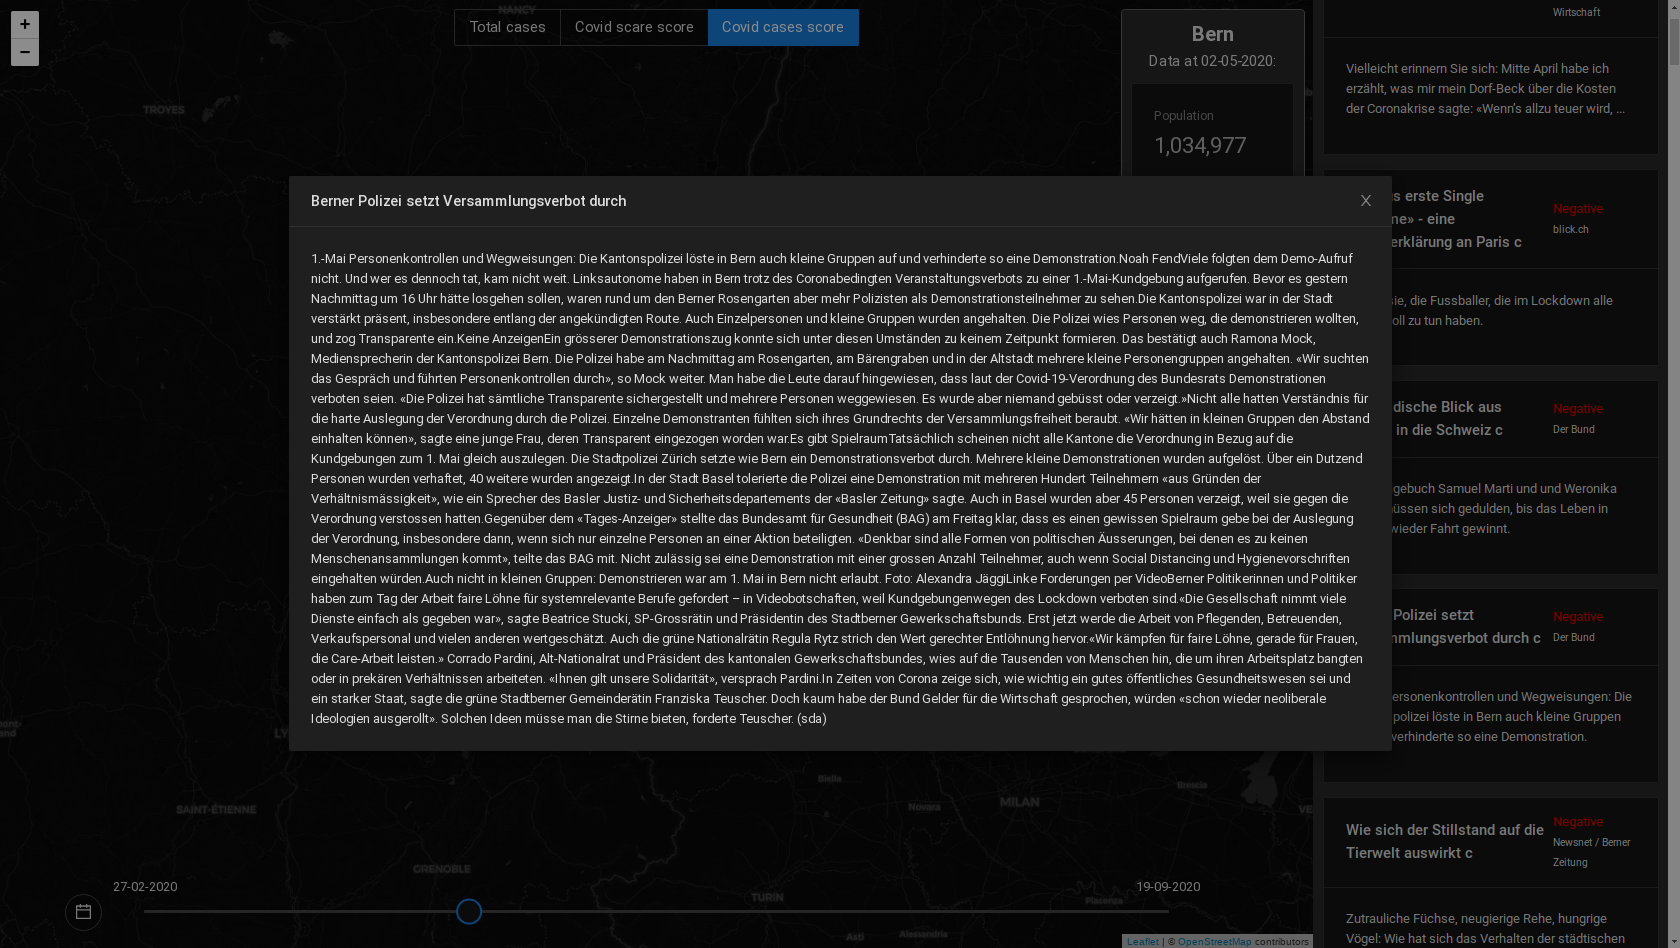 +
−
Total cases
Covid scare score
Covid cases score
NANCY
TROYES
Bern
Data at 02-05-2020:
Population
1,034,977
Wirtschaft
Vielleicht erinnern Sie sich: Mitte April habe ich
erzählt, was mir mein Dorf-Beck über die Kosten
der Coronakrise sagte: «Wenn's allzu teuer wird, ...
erste Single
eine
erklärung an Paris c
Negative
blick.ch
sie, die Fussballer, die im Lockdown alle
zu tun haben.
Blick aus
in die Schweiz c
Negative
Der Bund
Samuel Marti und und Weronika
sich gedulden, bis das Leben in
wieder Fahrt gewinnt.
Polizei setzt
durch c
Negative
Der Bund
und Wegweisungen: Die
löste in Bern auch kleine Gruppen
verhinderte so eine Demonstration.
Wie sich der Stillstand auf die
Tierwelt auswirkt c
Negative
Newsnet / Berner
Zeitung
Zutrauliche Füchse, neugierige Rehe, hungrige
Vögel: Wie hat sich das Verhalten der städtischen
Berner Polizei setzt Versammlungsverbot durch
1.-Mai Personenkontrollen und Wegweisungen: Die Kantonspolizei löste in Bern auch kleine Gruppen auf und verhinderte so eine Demonstration.Noah FendViele folgten dem Demo-Aufruf
nicht. Und wer es dennoch tat, kam nicht weit. Linksautonome haben in Bern trotz des Coronabedingten Veranstaltungsverbots zu einer 1.-Mai-Kundgebung aufgerufen. Bevor es gestern
Nachmittag um 16 Uhr hätte losgehen sollen, waren rund um den Berner Rosengarten aber mehr Polizisten als Demonstrationsteilnehmer zu sehen.Die Kantonspolizei war in der Stadt
verstärkt präsent, insbesondere entlang der angekündigten Route. Auch Einzelpersonen und kleine Gruppen wurden angehalten. Die Polizei wies Personen weg, die demonstrieren wollten,
und zog Transparente ein.Keine AnzeigenEin grösserer Demonstrationszug konnte sich unter diesen Umständen zu keinem Zeitpunkt formieren. Das bestätigt auch Ramona Mock,
Mediensprecherin der Kantonspolizei Bern. Die Polizei habe am Nachmittag am Rosengarten, am Bärengraben und in der Altstadt mehrere kleine Personengruppen angehalten. «Wir suchten
das Gespräch und führten Personenkontrollen durch», so Mock weiter. Man habe die Leute darauf hingewiesen, dass laut der Covid-19-Verordnung des Bundesrats Demonstrationen
verboten seien. «Die Polizei hat sämtliche Transparente sichergestellt und mehrere Personen weggewiesen. Es wurde aber niemand gebüsst oder verzeigt.»Nicht alle hatten Verständnis für
die harte Auslegung der Verordnung durch die Polizei. Einzelne Demonstranten fühlten sich ihres Grundrechts der Versammlungsfreiheit beraubt. «Wir hätten in kleinen Gruppen den Abstand
einhalten können», sagte eine junge Frau, deren Transparent eingezogen worden war.Es gibt SpielraumTatsächlich scheinen nicht alle Kantone die Verordnung in Bezug auf die
Kundgebungen zum 1. Mai gleich auszulegen. Die Stadtpolizei Zürich setzte wie Bern ein Demonstrationsverbot durch. Mehrere kleine Demonstrationen wurden aufgelöst. Über ein Dutzend
Personen wurden verhaftet, 40 weitere wurden angezeigt.In der Stadt Basel tolerierte die Polizei eine Demonstration mit mehreren Hundert Teilnehmern «aus Gründen der
Verhältnismässigkeit», wie ein Sprecher des Basler Justiz- und Sicherheitsdepartements der «Basler Zeitung» sagte. Auch in Basel wurden aber 45 Personen verzeigt, weil sie gegen die
Verordnung verstossen hatten.Gegenüber dem «Tages-Anzeiger» stellte das Bundesamt für Gesundheit (BAG) am Freitag klar, dass es einen gewissen Spielraum gebe bei der Auslegung
der Verordnung, insbesondere dann, wenn sich nur einzelne Personen an einer Aktion beteiligten. «Denkbar sind alle Formen von politischen Äusserungen, bei denen es zu keinen
Menschenansammlungen kommt», teilte das BAG mit. Nicht zulässig sei eine Demonstration mit einer grossen Anzahl Teilnehmer, auch wenn Social Distancing und Hygienevorschriften
eingehalten würden.Auch nicht in kleinen Gruppen: Demonstrieren war am 1. Mai in Bern nicht erlaubt. Foto: Alexandra JäggiLinke Forderungen per VideoBerner Politikerinnen und Politiker
haben zum Tag der Arbeit faire Löhne für systemrelevante Berufe gefordert – in Videobotschaften, weil Kundgebungenwegen des Lockdown verboten sind.«Die Gesellschaft nimmt viele
Dienste einfach als gegeben war», sagte Beatrice Stucki, SP-Grossrätin und Präsidentin des Stadtberner Gewerkschaftsbunds. Erst jetzt werde die Arbeit von Pflegenden, Betreuenden,
Verkaufspersonal und vielen anderen wertgeschätzt. Auch die grüne Nationalrätin Regula Rytz strich den Wert gerechter Entlöhnung hervor.«Wir kämpfen für faire Löhne, gerade für Frauen,
die Care-Arbeit leisten.» Corrado Pardini, Alt-Nationalrat und Präsident des kantonalen Gewerkschaftsbundes, wies auf die Tausenden von Menschen hin, die um ihren Arbeitsplatz bangten
oder in prekären Verhältnissen arbeiteten. «Ihnen gilt unsere Solidarität», versprach Pardini.In Zeiten von Corona zeige sich, wie wichtig ein gutes öffentliches Gesundheitswesen sei und
ein starker Staat, sagte die grüne Stadtberner Gemeinderätin Franziska Teuscher. Doch kaum habe der Bund Gelder für die Wirtschaft gesprochen, würden «schon wieder neoliberale
Ideologien ausgerollt». Solchen Ideen müsse man die Stirne bieten, forderte Teuscher. (sda)
SAINT-ÉTIENNE
GRENOBLE
Biella
Novara
MILAN
Brescia
TURIN
Piacenza
Asti
Alessandria
27-02-2020
19-09-2020
Leaflet | © OpenStreetMap contributors